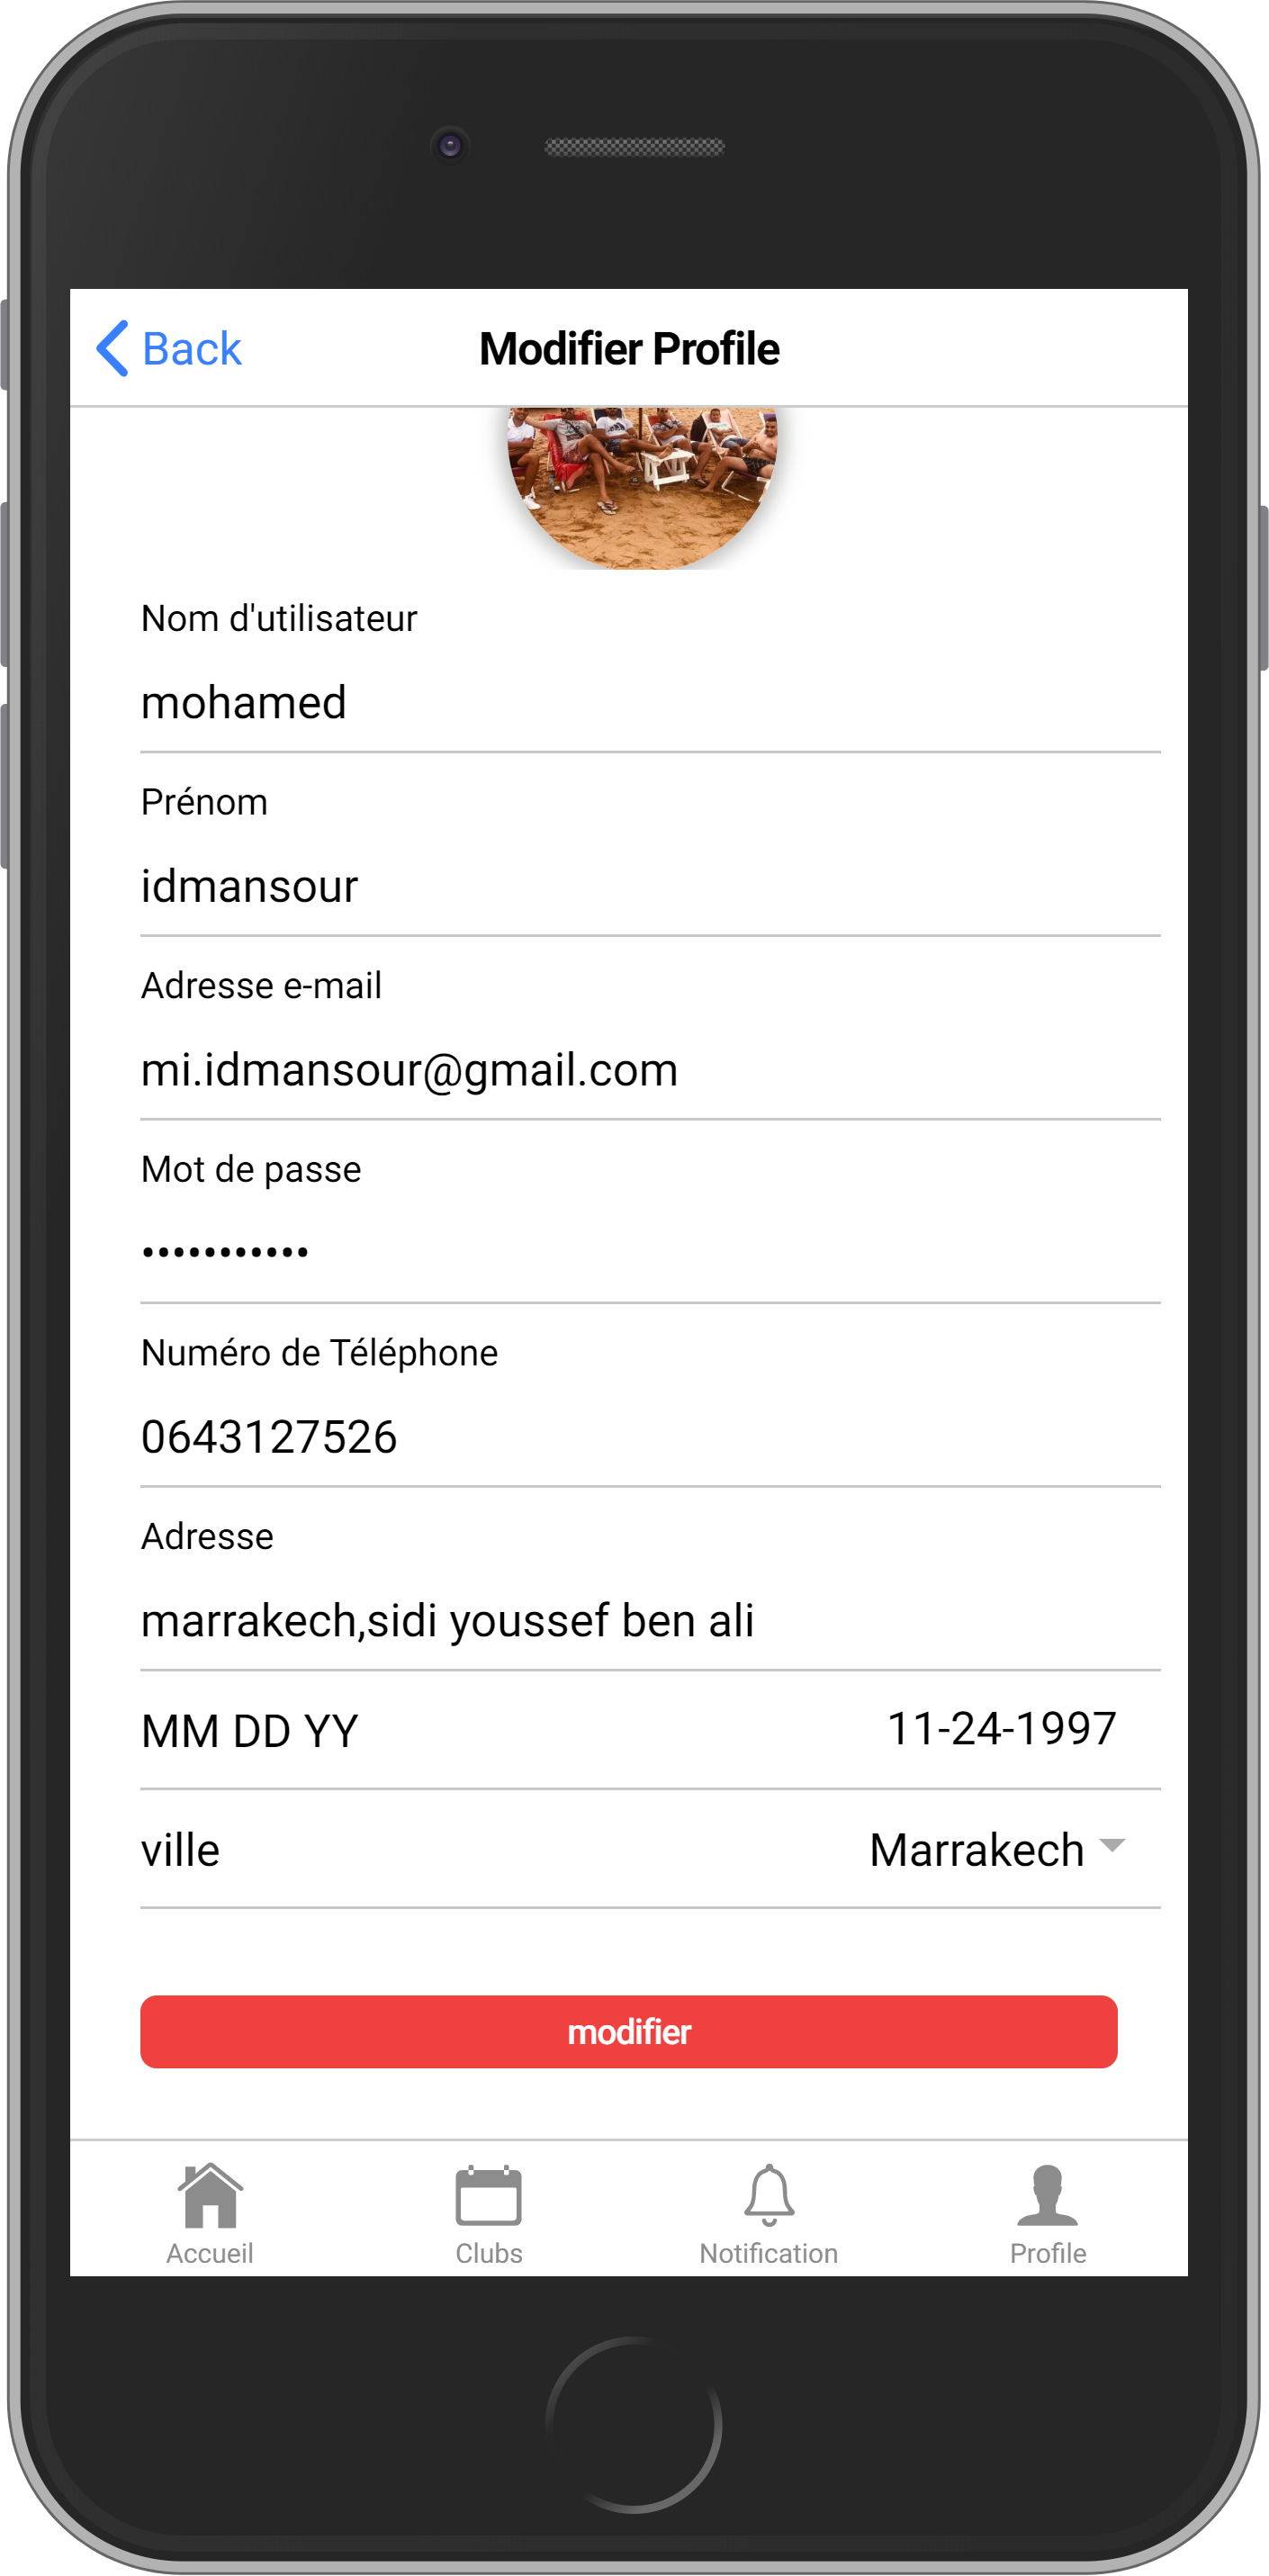 Back
Modifier Profile
Nom d'utilisateur
mohamed
Prénom
idmansour
Adresse e-mail
mi.idmansour@gmail.com
Mot de passe
•••••••••••
Numéro de Téléphone
0643127526
Adresse
marrakech,sidi youssef ben ali
MM DD YY 11-24-1997
ville Marrakech
modifier
Accueil Clubs Notification Profile